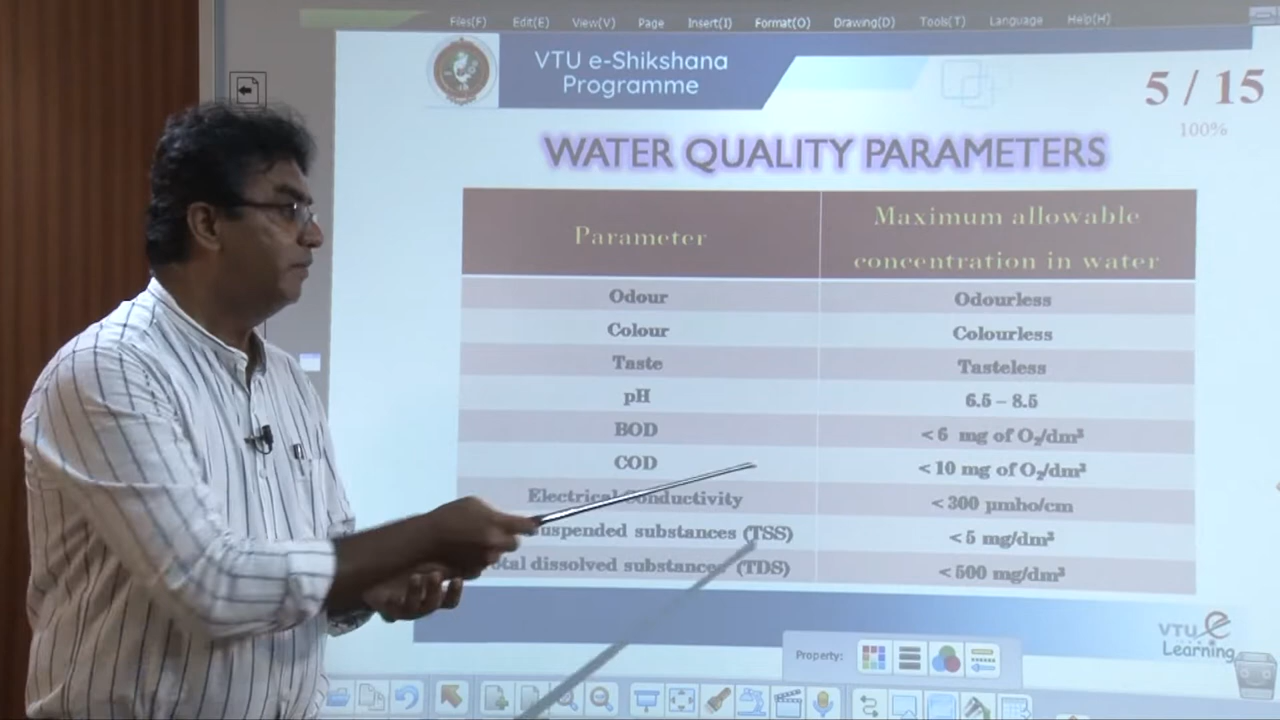 Files(F) Edit(E) View(V) Page Insert(I) Format(O) Drawing(D) Tools(T) Language Help(H)
VTU e-Shikshana
Programme
5 / 15
100%
WATER QUALITY PARAMETERS
Parameter
Maximum allowable
concentration in water
Odour Odourless
Colour Colourless
Taste Tasteless
pH 6.5 – 8.5
BOD < 6 mg of O₂/dm³
COD < 10 mg of O₂/dm³
Electrical Conductivity < 300 µmho/cm
suspended substances (TSS) < 5 mg/dm³
dissolved substances (TDS) < 500 mg/dm³
VTU e
Learning
Property: